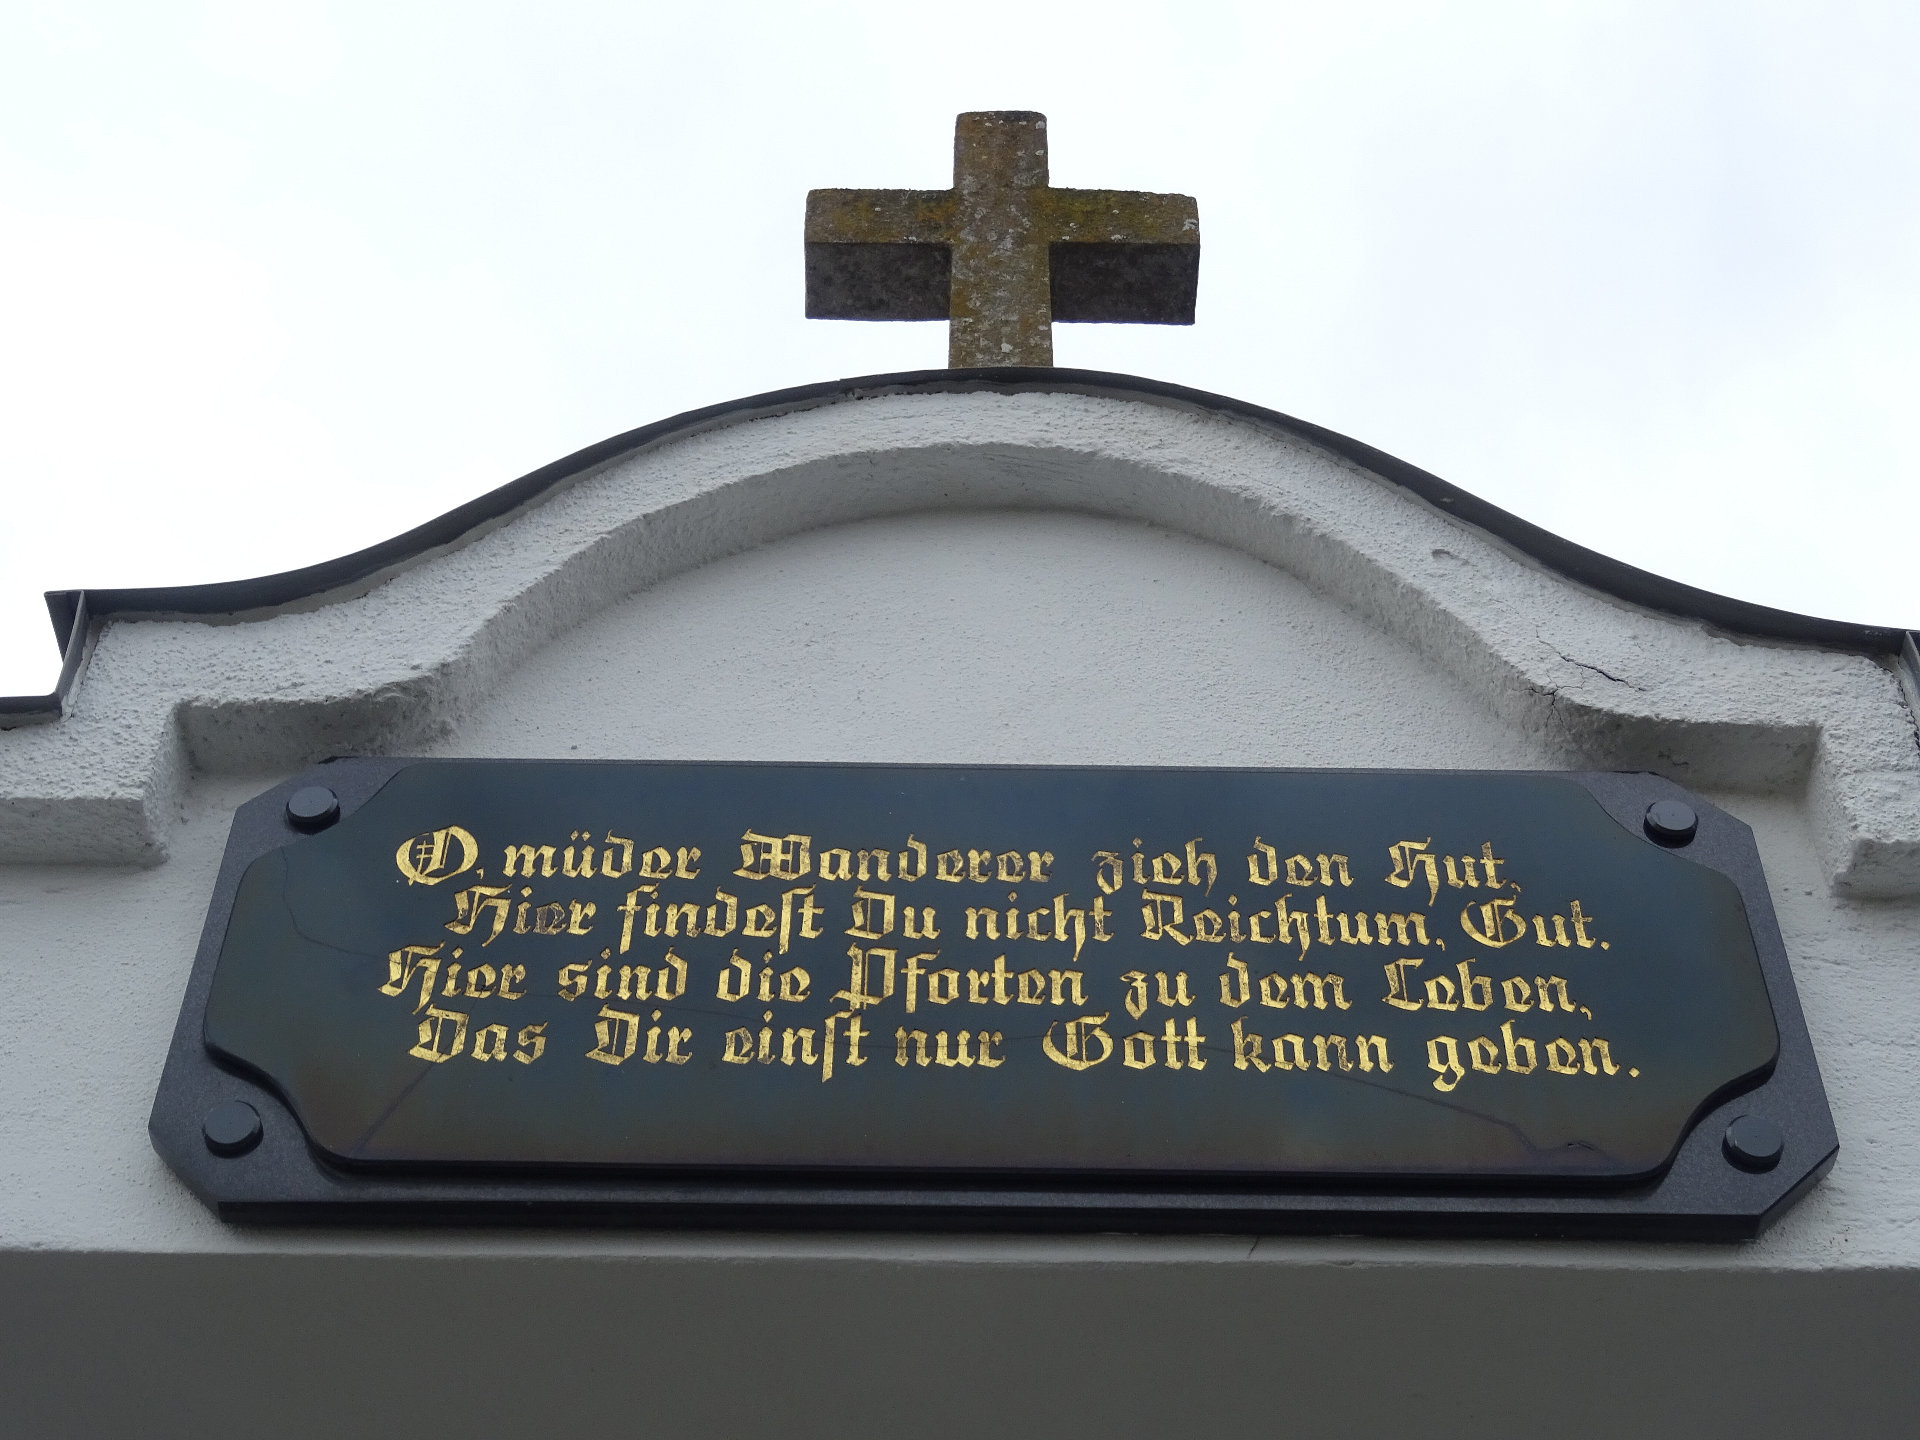 O, müder Wanderer zieh den Hut,
Hier findest Du nicht Reichtum, Gut.
Hier sind die Pforten zu dem Leben,
Das Dir einst nur Gott kann geben.